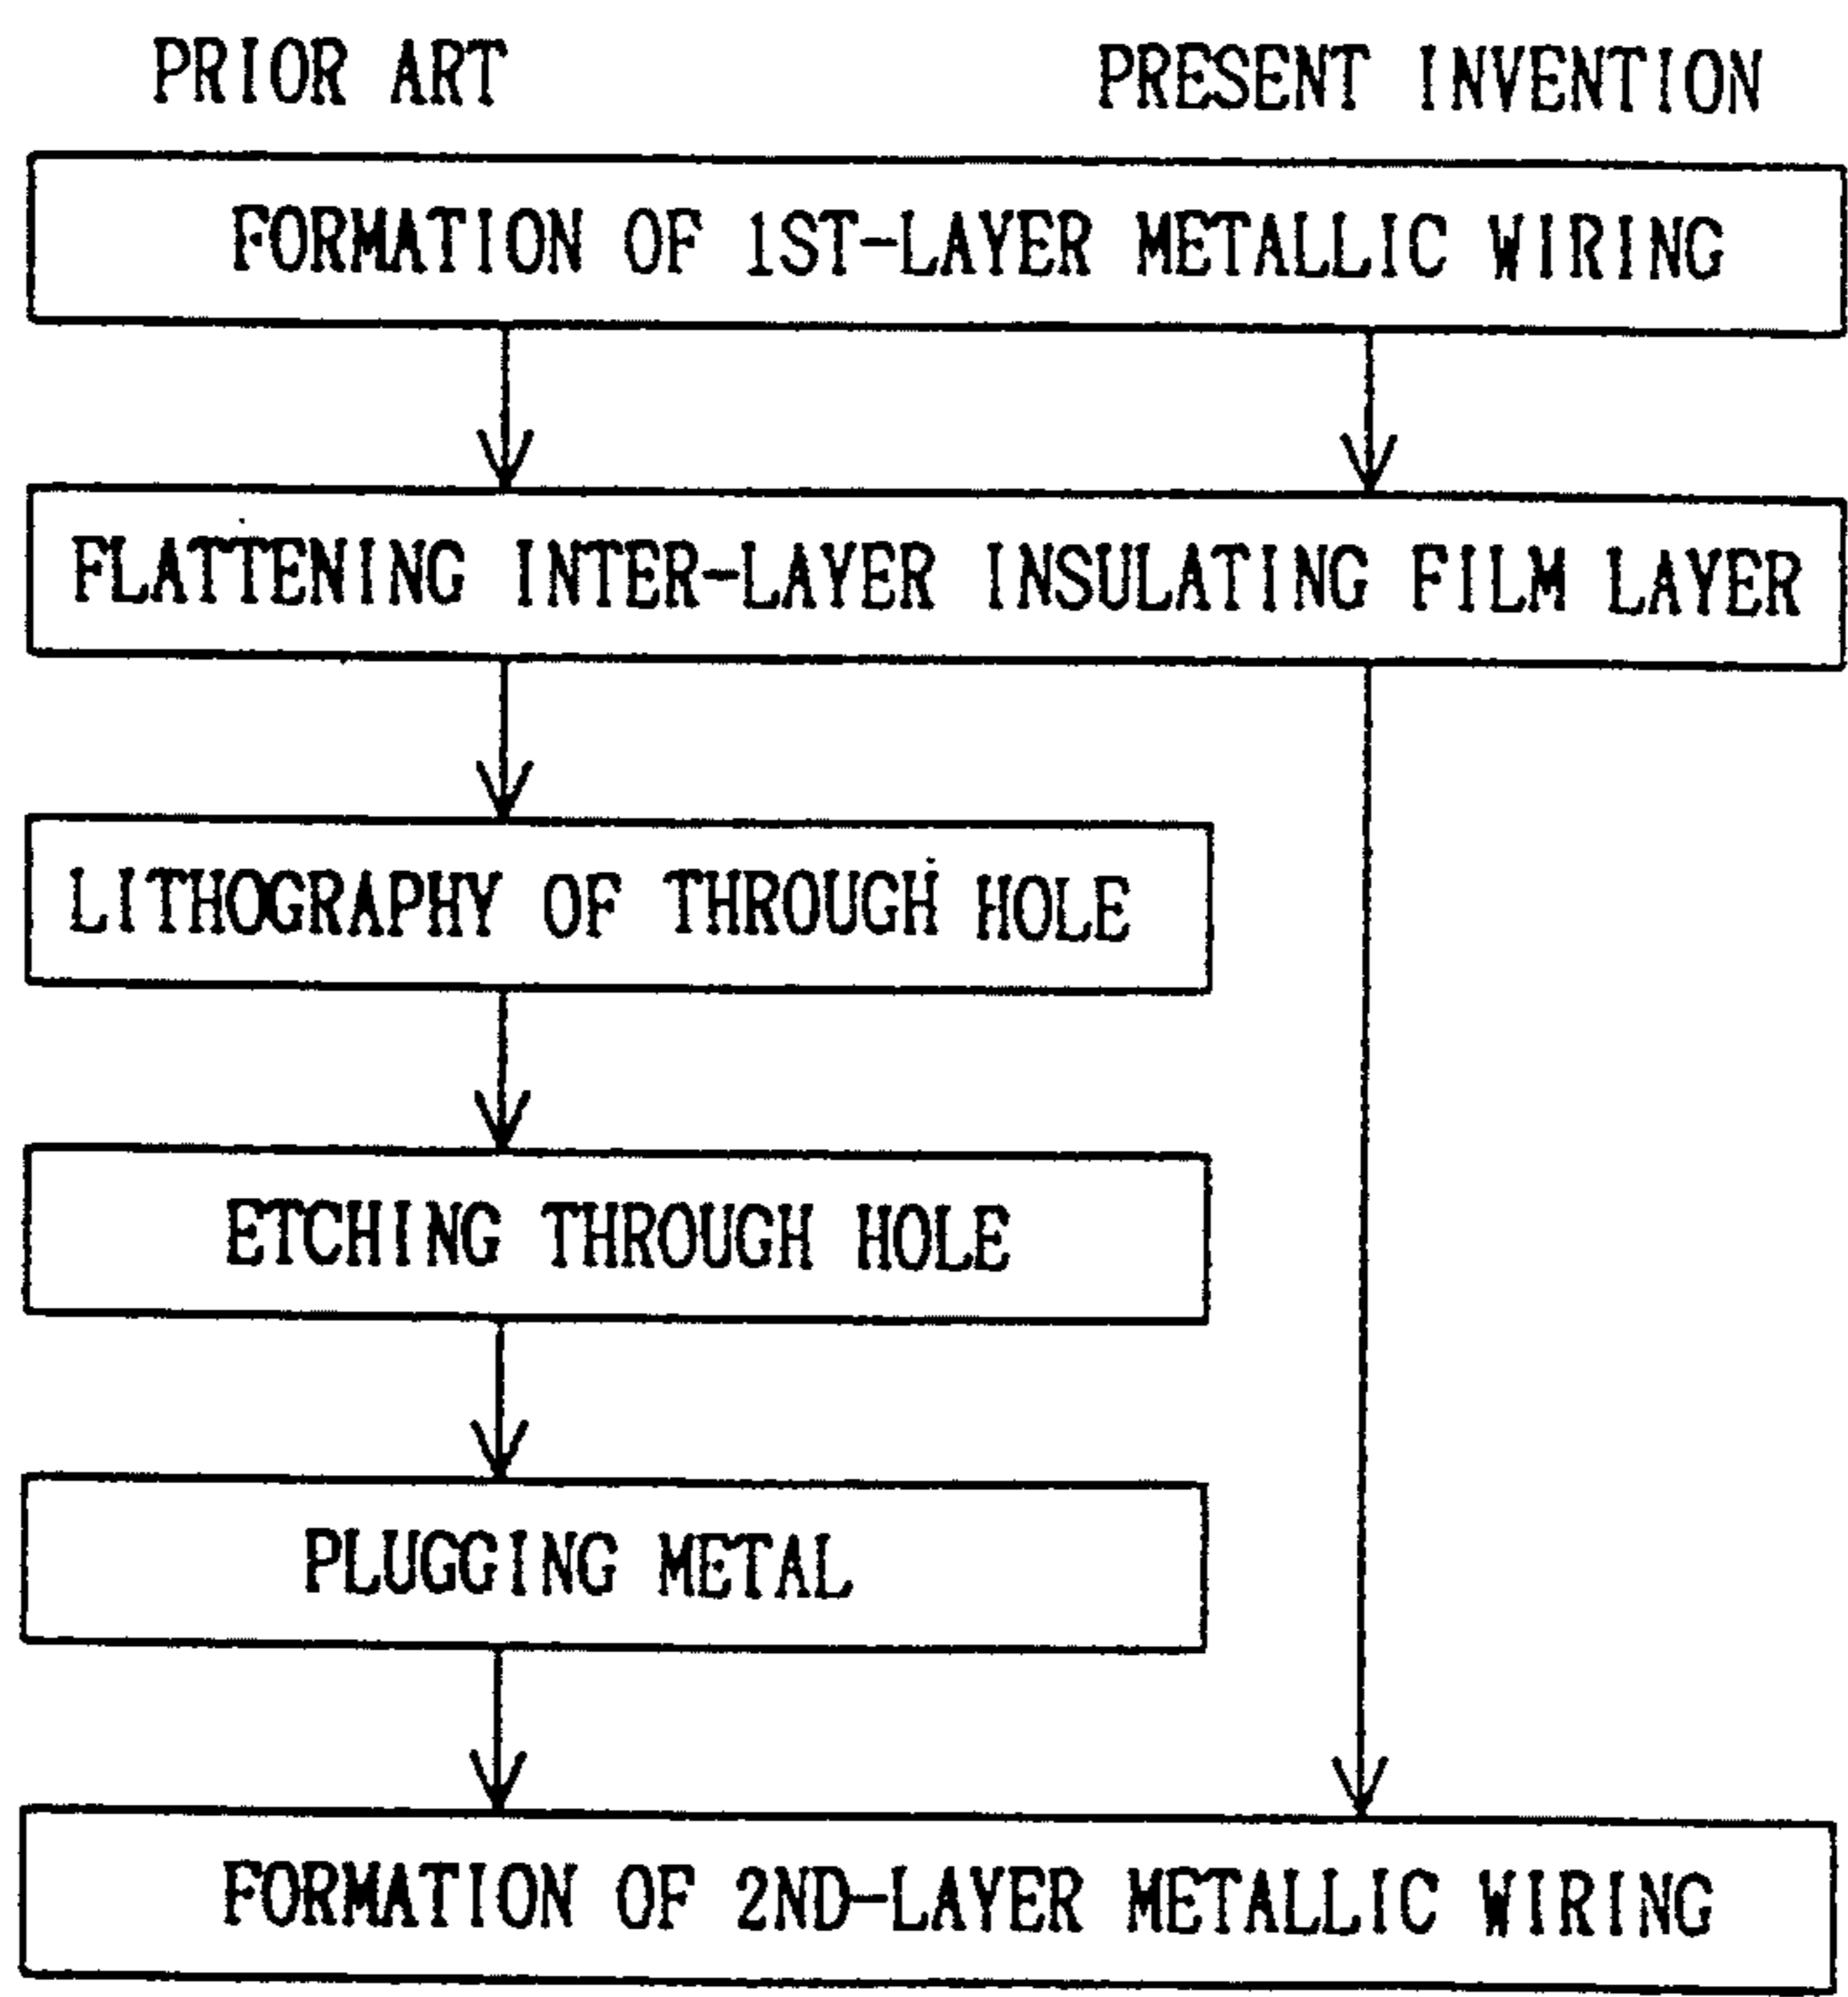 PRIOR ART
PRESENT INVENTION
FORMATION OF 1ST-LAYER METALLIC WIRING
FLATTENING INTER-LAYER INSULATING FILM LAYER
LITHOGRAPHY OF THROUGH HOLE
ETCHING THROUGH HOLE
PLUGGING METAL
FORMATION OF 2ND-LAYER METALLIC WIRING